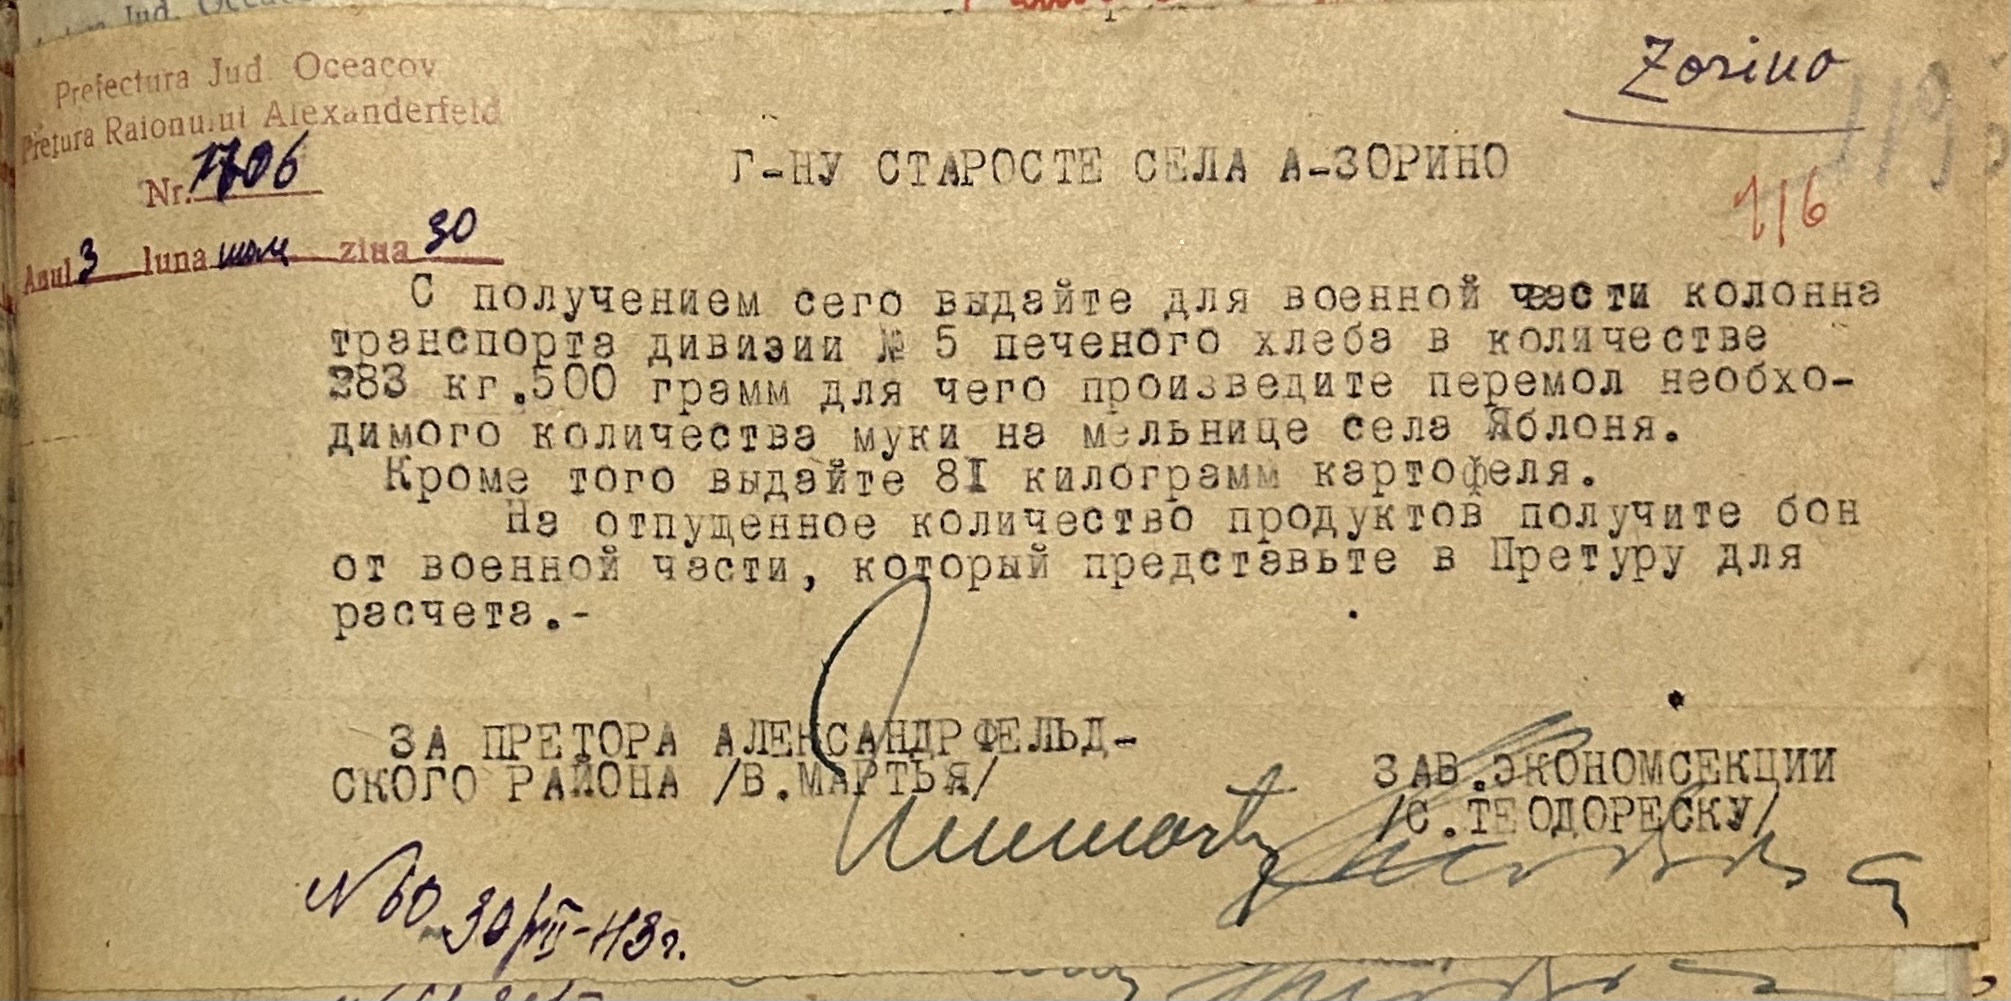 Prefectura Jud. Oceacov
Pretura Raionului Alexanderfeld
Nr. 1706
Anul 3 luna июль ziua 30
Zorino
119
1/6
Г-НУ СТАРОСТЕ СЕЛА А-ЗОРИНО
С получением сего выдайте для военной части колонна
транспорта дивизии № 5 печеного хлеба в количестве
283 кг.500 грамм для чего произведите перемол необхо-
димого количества муки на мельнице села Яблоня.
Кроме того выдайте 8I килограмм картофеля.
На отпущенное количество продуктов получите бон
от военной части, который представьте в Претуру для
расчета.-
ЗА ПРЕТОРА АЛЕКСАНДРФЕЛЬД-
СКОГО РАЙОНА /В.МАРТЬЯ/
ЗАВ.ЭКОНОМСЕКЦИИ
/С.ТЕОДОРЕСКУ/
N 60 30/VII-43г.